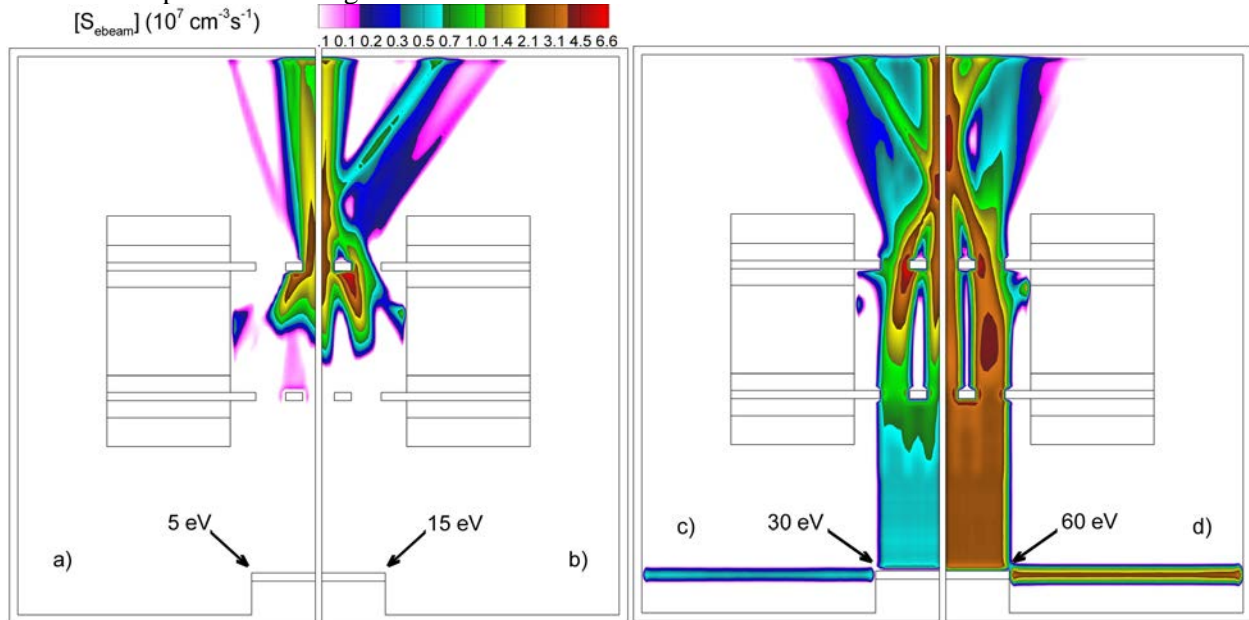 [S_ebeam] (10^7 cm^-3 s^-1)
.1 0.1 0.2 0.3 0.5 0.7 1.0 1.4 2.1 3.1 4.5 6.6
5 eV 15 eV
a) b)
c) 30 eV 60 eV d)